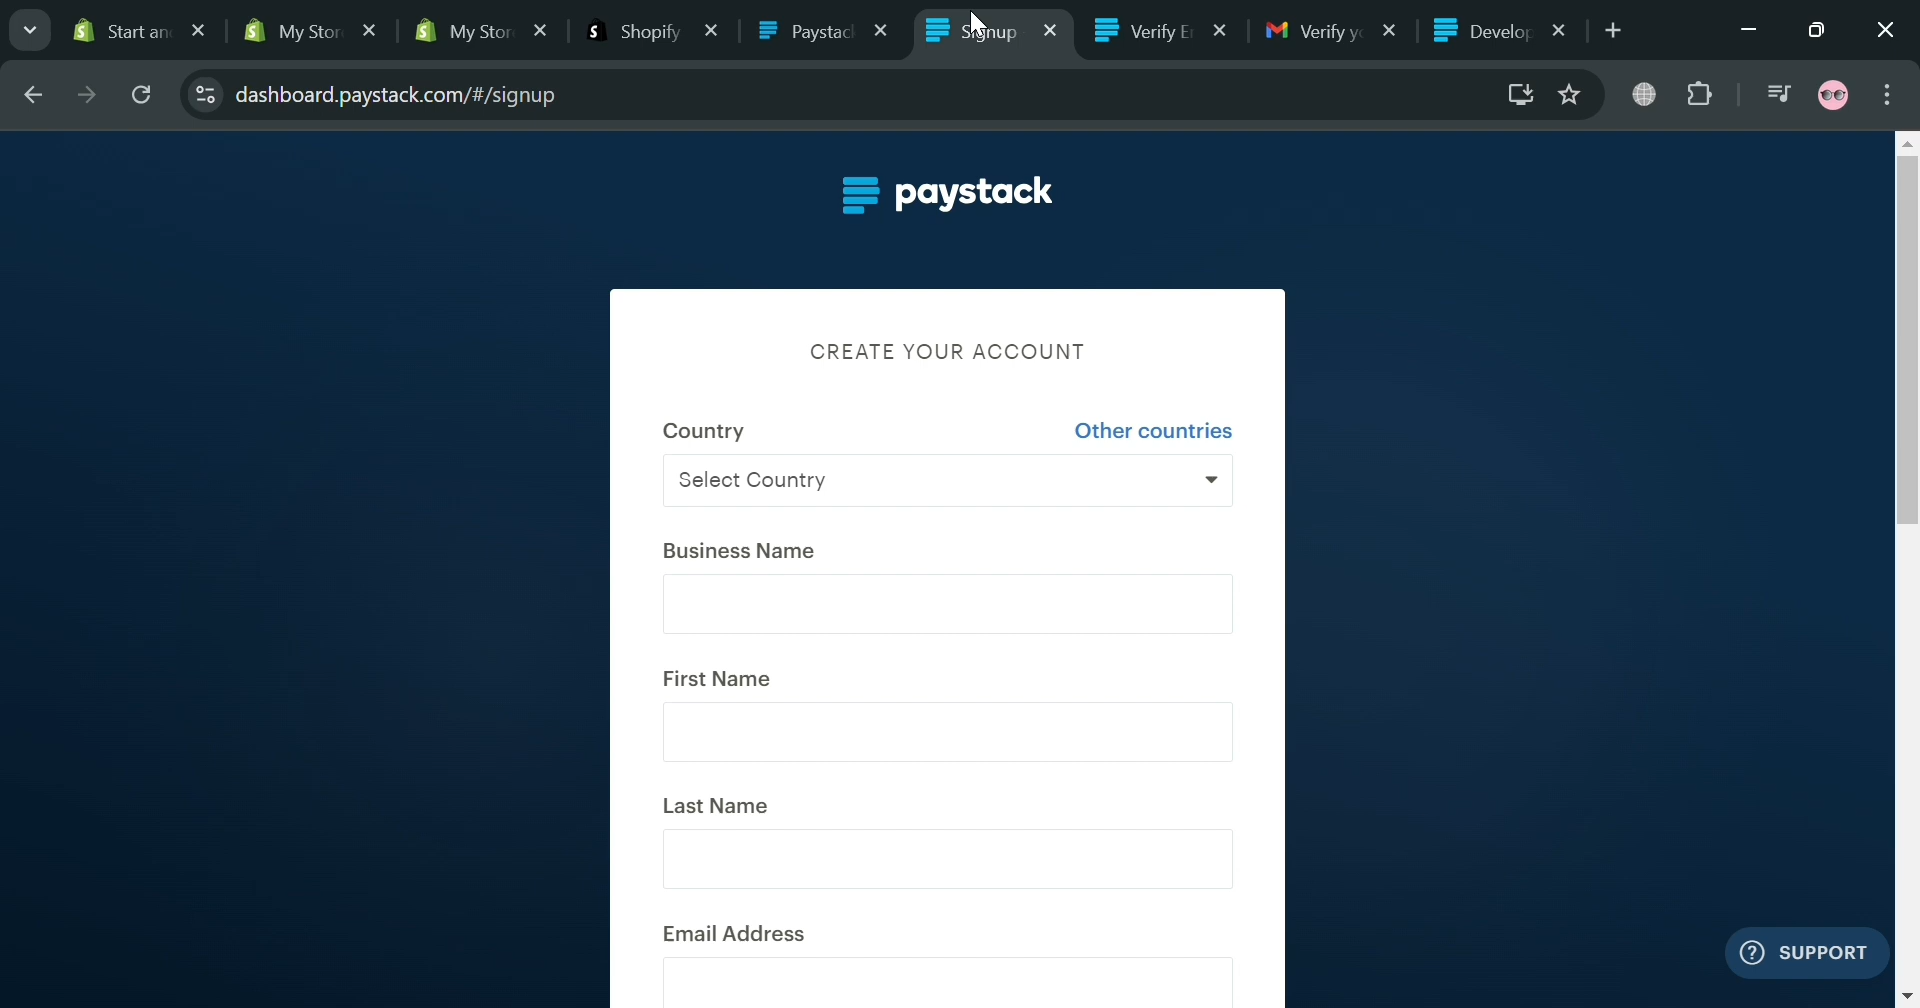 Start an
My Stor
My Stor
Shopify
Paystac
Signup
Verify E
Verify y
Develop
dashboard.paystack.com/#/signup
paystack
CREATE YOUR ACCOUNT
Country
Other countries
Select Country
Business Name
First Name
Last Name
Email Address
SUPPORT